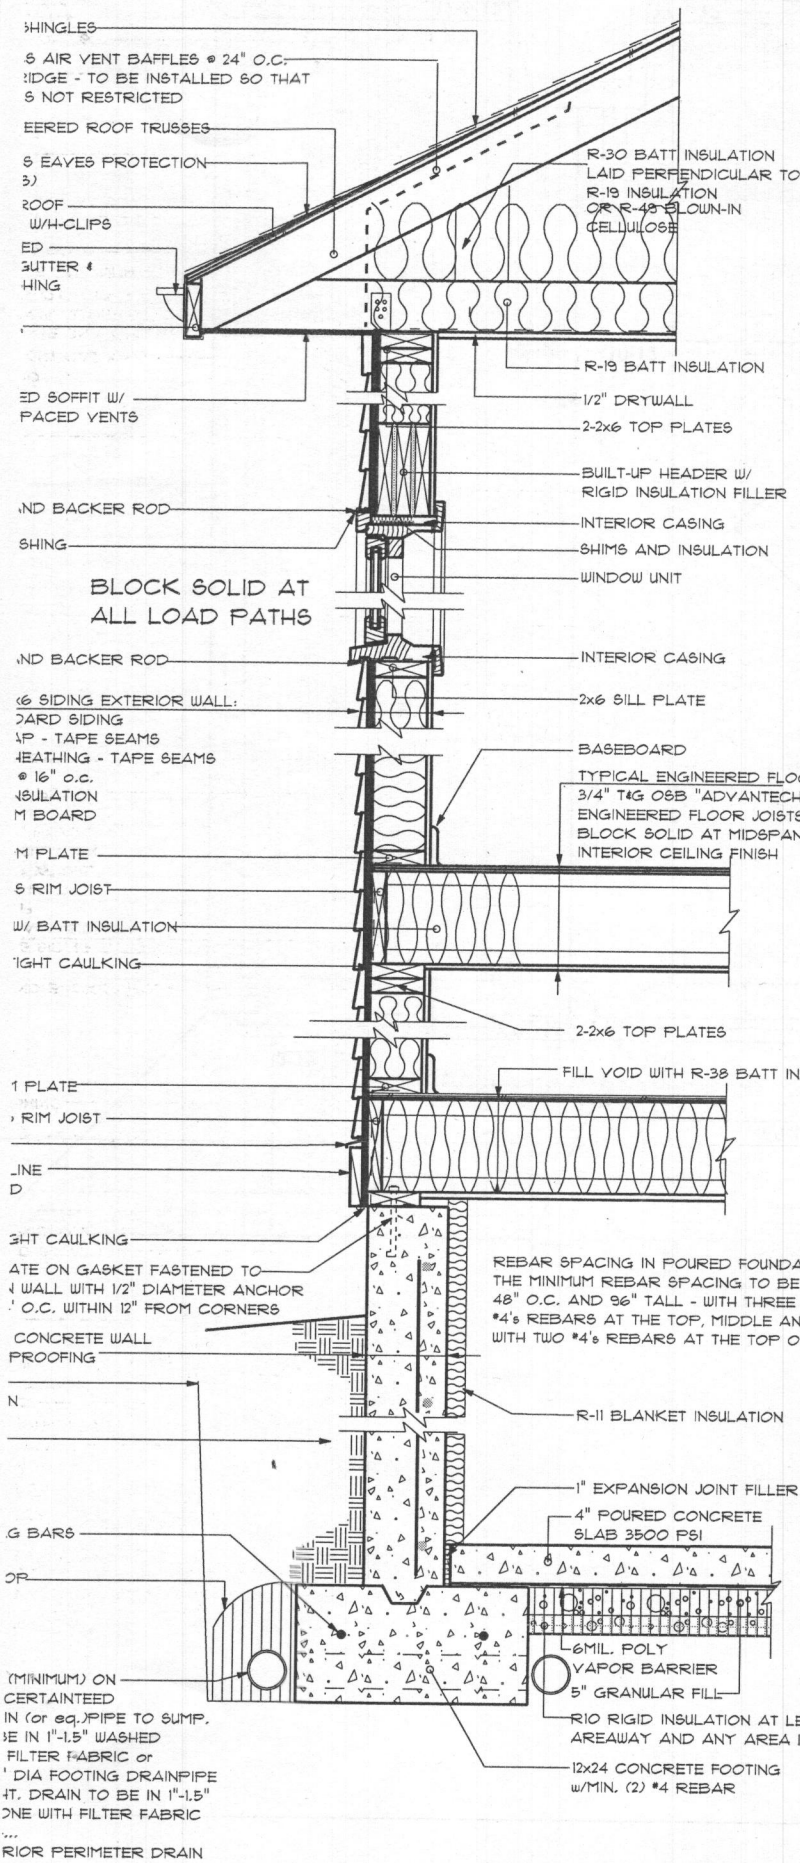 SHINGLES
S AIR VENT BAFFLES @ 24" O.C.
RIDGE - TO BE INSTALLED SO THAT
S NOT RESTRICTED
EERED ROOF TRUSSES
S EAVES PROTECTION
ROOF
W/H-CLIPS
ED
GUTTER &
HING
ED SOFFIT W/
PACED VENTS
ND BACKER ROD
SHING
BLOCK SOLID AT
ALL LOAD PATHS
ND BACKER ROD
x6 SIDING EXTERIOR WALL:
OARD SIDING
AP - TAPE SEAMS
HEATHING - TAPE SEAMS
@ 16" o.c.
NSULATION
M BOARD
M PLATE
S RIM JOIST
W/ BATT INSULATION
IGHT CAULKING
PLATE
RIM JOIST
LINE
D
GHT CAULKING
ATE ON GASKET FASTENED TO
WALL WITH 1/2" DIAMETER ANCHOR
' O.C. WITHIN 12" FROM CORNERS
CONCRETE WALL
PROOFING
N
G BARS
OP
(MINIMUM) ON
CERTAINTEED
IN (or eq.)PIPE TO SUMP.
BE IN 1"-1.5" WASHED
FILTER FABRIC or
" DIA FOOTING DRAINPIPE
HT. DRAIN TO BE IN 1"-1.5"
ONE WITH FILTER FABRIC
RIOR PERIMETER DRAIN
R-30 BATT INSULATION
LAID PERPENDICULAR TO
R-19 INSULATION
OR R-49 BLOWN-IN
CELLULOSE
R-19 BATT INSULATION
1/2" DRYWALL
2-2x6 TOP PLATES
BUILT-UP HEADER W/
RIGID INSULATION FILLER
INTERIOR CASING
SHIMS AND INSULATION
WINDOW UNIT
INTERIOR CASING
2x6 SILL PLATE
BASEBOARD
TYPICAL ENGINEERED FLOO
3/4" T&G OSB "ADVANTECH
ENGINEERED FLOOR JOISTS
BLOCK SOLID AT MIDSPAN
INTERIOR CEILING FINISH
2-2x6 TOP PLATES
FILL VOID WITH R-38 BATT IN
REBAR SPACING IN POURED FOUNDA
THE MINIMUM REBAR SPACING TO BE
48" O.C. AND 96" TALL - WITH THREE
#4's REBARS AT THE TOP, MIDDLE AN
WITH TWO #4's REBARS AT THE TOP O
R-11 BLANKET INSULATION
1" EXPANSION JOINT FILLER
4" POURED CONCRETE
SLAB 3500 PSI
6MIL. POLY
VAPOR BARRIER
5" GRANULAR FILL
R10 RIGID INSULATION AT LE
AREAWAY AND ANY AREA
12x24 CONCRETE FOOTING
w/MIN. (2) #4 REBAR